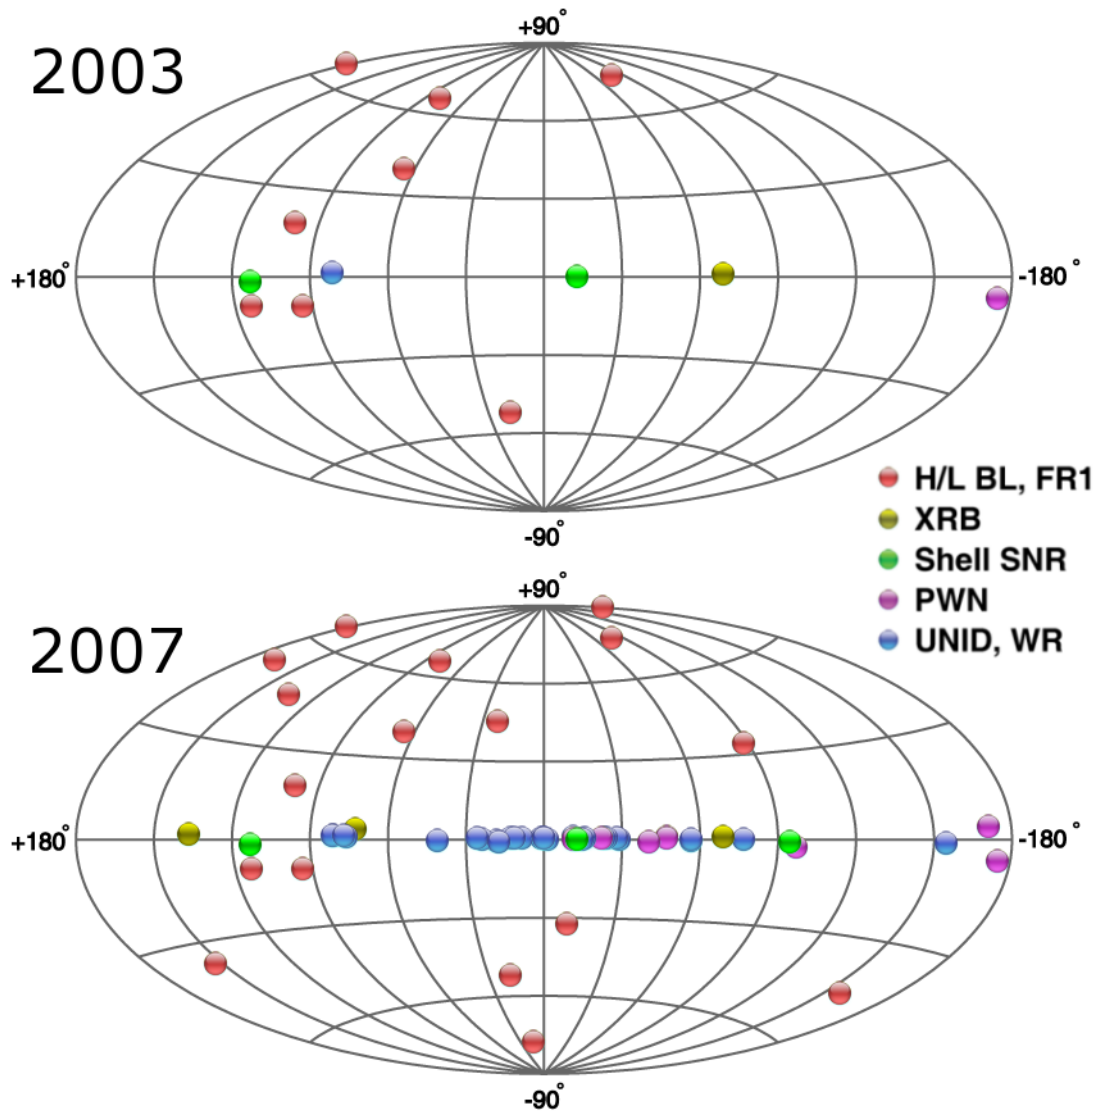 2003
+90°
+180°
-180 °
-90°
H/L BL, FR1
XRB
Shell SNR
PWN
UNID, WR
2007
+90°
+180°
-180 °
-90°